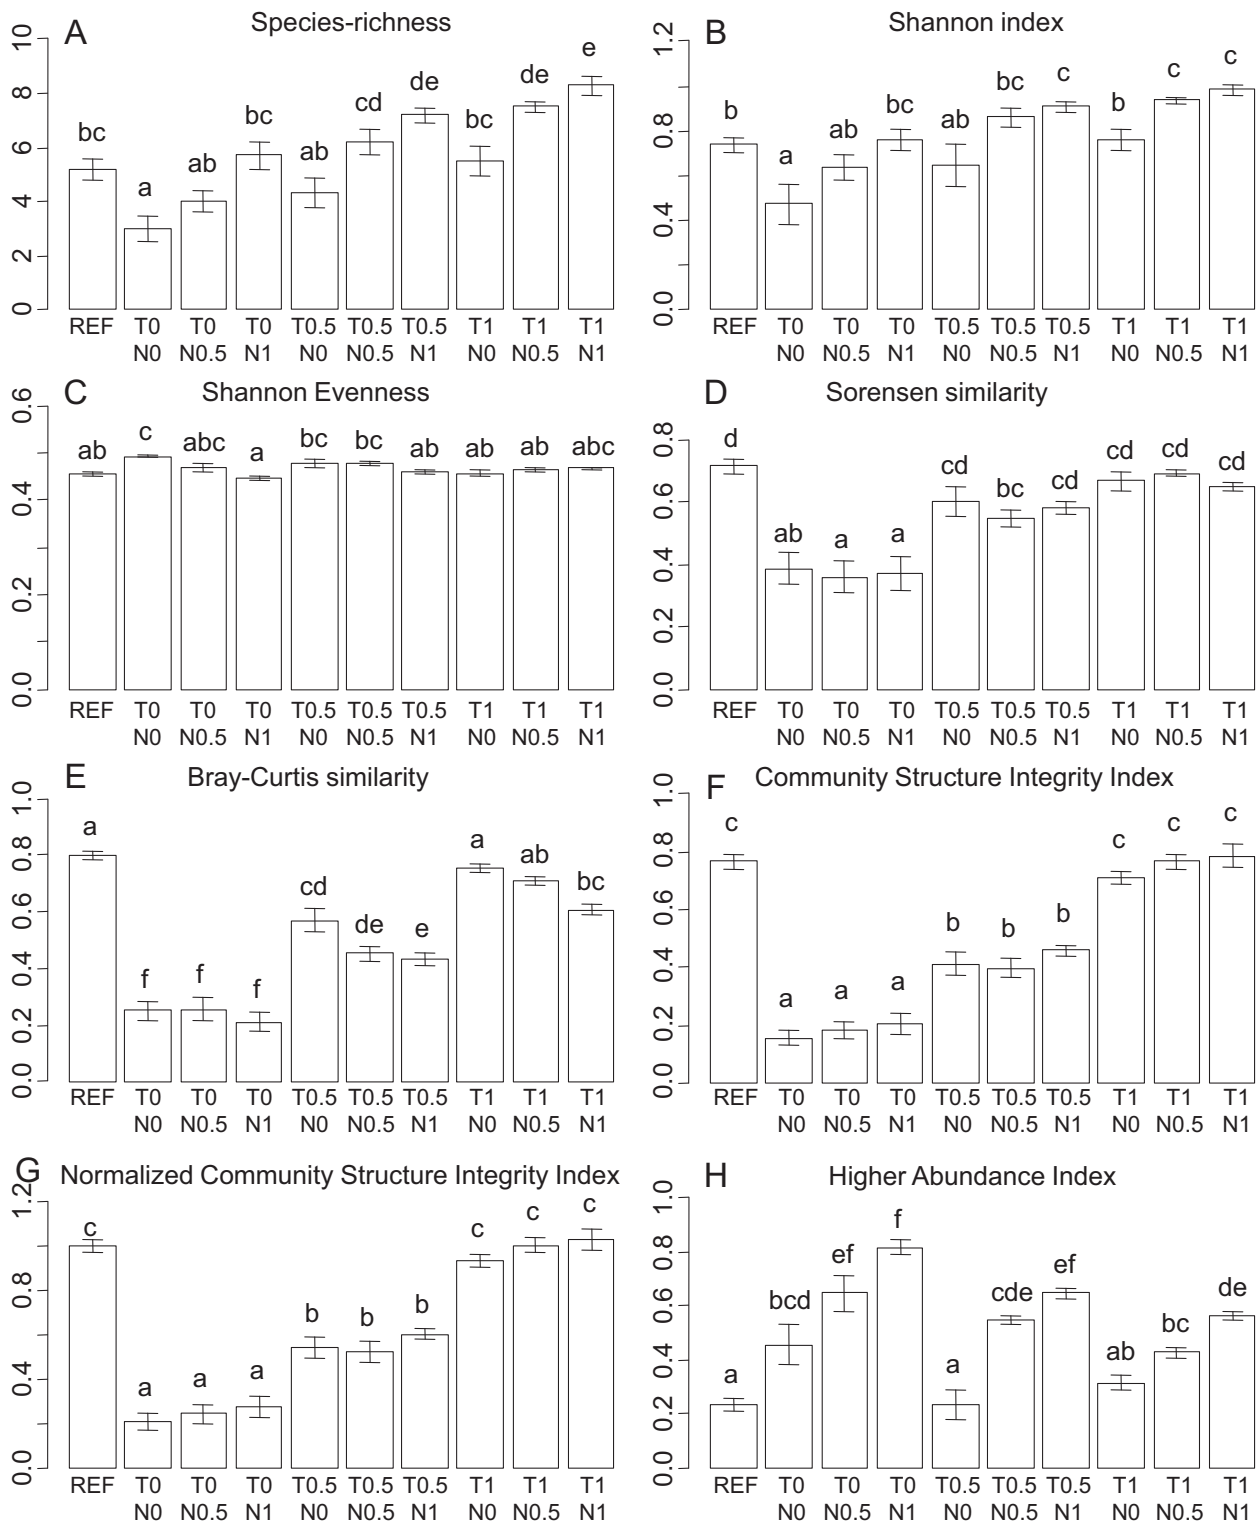 A Species-richness
10
8
6
4
2
0
bc a ab bc ab cd de bc de e
REF T0 T0 T0 T0.5 T0.5 T0.5 T1 T1 T1
N0 N0.5 N1 N0 N0.5 N1 N0 N0.5 N1
B Shannon index
1.2
0.8
0.4
0.0
b a ab bc ab bc c b c c
REF T0 T0 T0 T0.5 T0.5 T0.5 T1 T1 T1
N0 N0.5 N1 N0 N0.5 N1 N0 N0.5 N1
C Shannon Evenness
0.6
0.4
0.2
0.0
ab c abc a bc bc ab ab ab abc
REF T0 T0 T0 T0.5 T0.5 T0.5 T1 T1 T1
N0 N0.5 N1 N0 N0.5 N1 N0 N0.5 N1
D Sorensen similarity
0.8
0.6
0.4
0.2
0.0
d ab a a cd bc cd cd cd cd
REF T0 T0 T0 T0.5 T0.5 T0.5 T1 T1 T1
N0 N0.5 N1 N0 N0.5 N1 N0 N0.5 N1
E Bray-Curtis similarity
1.0
0.8
0.6
0.4
0.2
0.0
a f f f cd de e a ab bc
REF T0 T0 T0 T0.5 T0.5 T0.5 T1 T1 T1
N0 N0.5 N1 N0 N0.5 N1 N0 N0.5 N1
F Community Structure Integrity Index
1.0
0.8
0.6
0.4
0.2
0.0
c a a a b b b c c c
REF T0 T0 T0 T0.5 T0.5 T0.5 T1 T1 T1
N0 N0.5 N1 N0 N0.5 N1 N0 N0.5 N1
G Normalized Community Structure Integrity Index
1.2
0.8
0.4
0.0
c a a a b b b c c c
REF T0 T0 T0 T0.5 T0.5 T0.5 T1 T1 T1
N0 N0.5 N1 N0 N0.5 N1 N0 N0.5 N1
H Higher Abundance Index
1.0
0.8
0.6
0.4
0.2
0.0
a bcd ef f a cde ef ab bc de
REF T0 T0 T0 T0.5 T0.5 T0.5 T1 T1 T1
N0 N0.5 N1 N0 N0.5 N1 N0 N0.5 N1